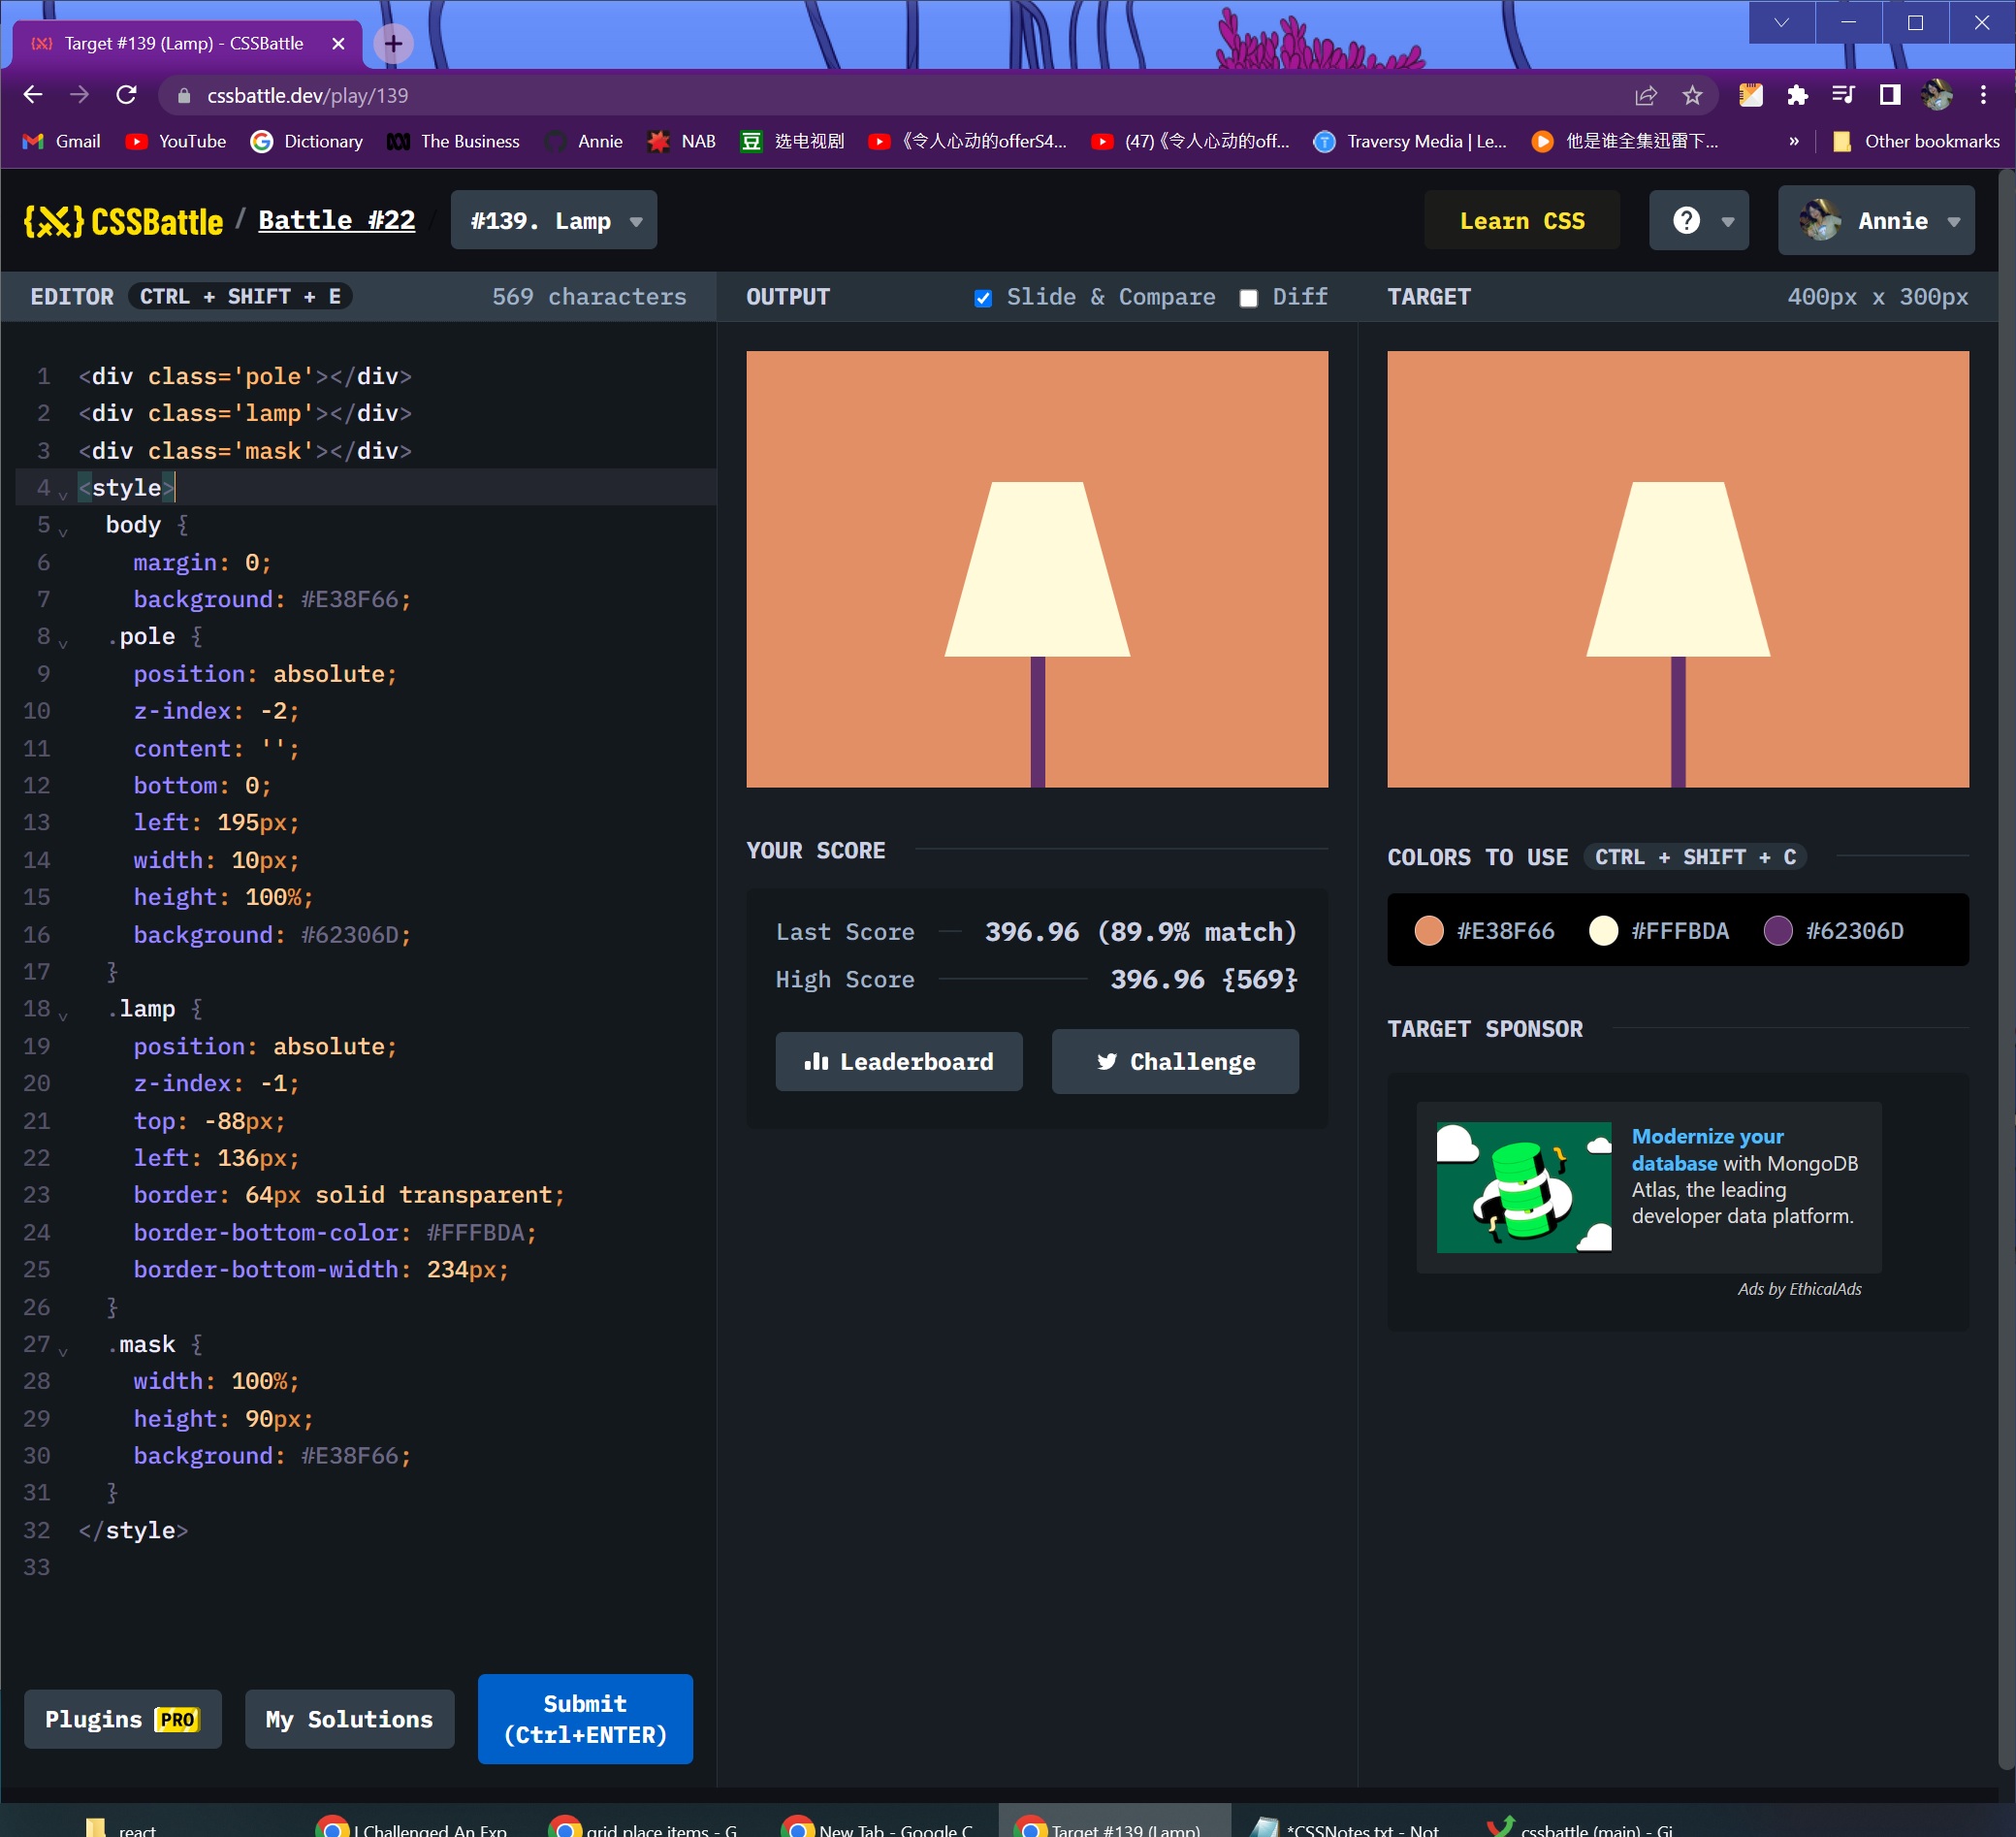 Target #139 (Lamp) - CSSBattle
cssbattle.dev/play/139
Gmail YouTube Dictionary The Business Annie NAB 豆 选电视剧 《令人心动的offerS4... (47)《令人心动的off... Traversy Media | Le... 他是谁全集迅雷下... » Other bookmarks
CSSBattle / Battle #22 / #139. Lamp Learn CSS Annie
EDITOR CTRL + SHIFT + E 569 characters
1 <div class='pole'></div>
2 <div class='lamp'></div>
3 <div class='mask'></div>
4 <style>
5 body {
6 margin: 0;
7 background: #E38F66;
8 .pole {
9 position: absolute;
10 z-index: -2;
11 content: '';
12 bottom: 0;
13 left: 195px;
14 width: 10px;
15 height: 100%;
16 background: #62306D;
17 }
18 .lamp {
19 position: absolute;
20 z-index: -1;
21 top: -88px;
22 left: 136px;
23 border: 64px solid transparent;
24 border-bottom-color: #FFFBDA;
25 border-bottom-width: 234px;
26 }
27 .mask {
28 width: 100%;
29 height: 90px;
30 background: #E38F66;
31 }
32 </style>
33
Plugins PRO
My Solutions
Submit
(Ctrl+ENTER)
OUTPUT Slide & Compare Diff
YOUR SCORE
Last Score 396.96 (89.9% match)
High Score 396.96 {569}
Leaderboard Challenge
TARGET 400px x 300px
COLORS TO USE CTRL + SHIFT + C
#E38F66 #FFFBDA #62306D
TARGET SPONSOR
Modernize your
database with MongoDB
Atlas, the leading
developer data platform.
Ads by EthicalAds
react I Challenged An Exp grid place items - G New Tab - Google C Target #139 (Lamp) *CSSNotes.txt - Not cssbattle (main) - Gi